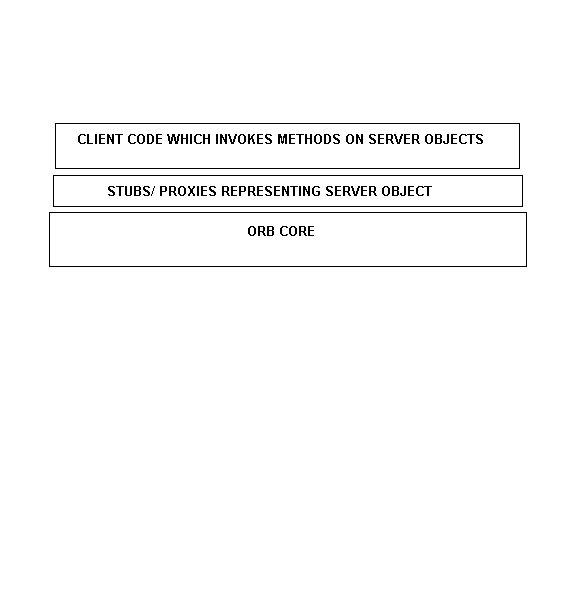 CLIENT CODE WHICH INVOKES METHODS ON SERVER OBJECTS
STUBS/ PROXIES REPRESENTING SERVER OBJECT
ORB CORE